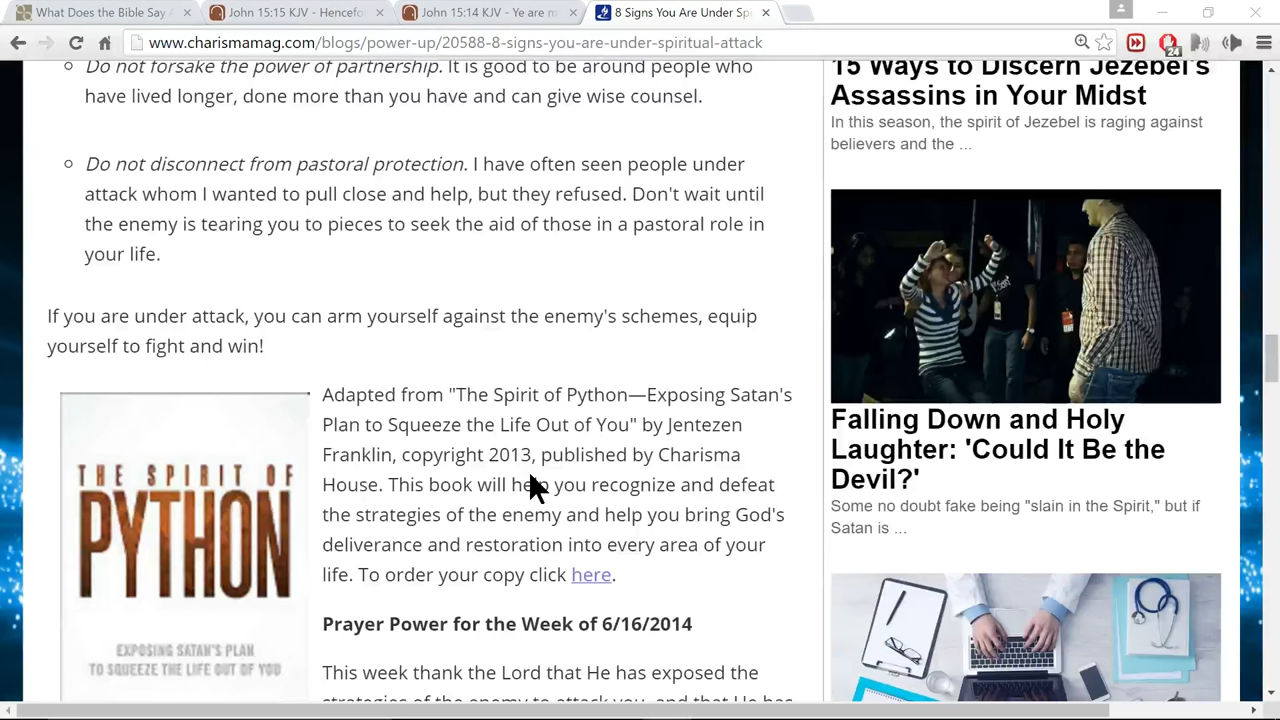 What Does the Bible Say A
John 15:15 KJV - Hencefo
John 15:14 KJV - Ye are m
8 Signs You Are Under Sp
www.charismamag.com/blogs/power-up/20588-8-signs-you-are-under-spiritual-attack
24
Do not forsake the power of partnership. It is good to be around people who
have lived longer, done more than you have and can give wise counsel.
Do not disconnect from pastoral protection. I have often seen people under
attack whom I wanted to pull close and help, but they refused. Don't wait until
the enemy is tearing you to pieces to seek the aid of those in a pastoral role in
your life.
If you are under attack, you can arm yourself against the enemy's schemes, equip
yourself to fight and win!
THE SPIRIT OF
PYTHON
EXPOSING SATAN'S PLAN
TO SQUEEZE THE LIFE OUT OF YOU
Adapted from "The Spirit of Python—Exposing Satan's
Plan to Squeeze the Life Out of You" by Jentezen
Franklin, copyright 2013, published by Charisma
House. This book will help you recognize and defeat
the strategies of the enemy and help you bring God's
deliverance and restoration into every area of your
life. To order your copy click here.
Prayer Power for the Week of 6/16/2014
This week thank the Lord that He has exposed the
strategies of the enemy to attack you, and that He has
15 Ways to Discern Jezebel's
Assassins in Your Midst
In this season, the spirit of Jezebel is raging against
believers and the ...
Falling Down and Holy
Laughter: 'Could It Be the
Devil?'
Some no doubt fake being "slain in the Spirit," but if
Satan is ...